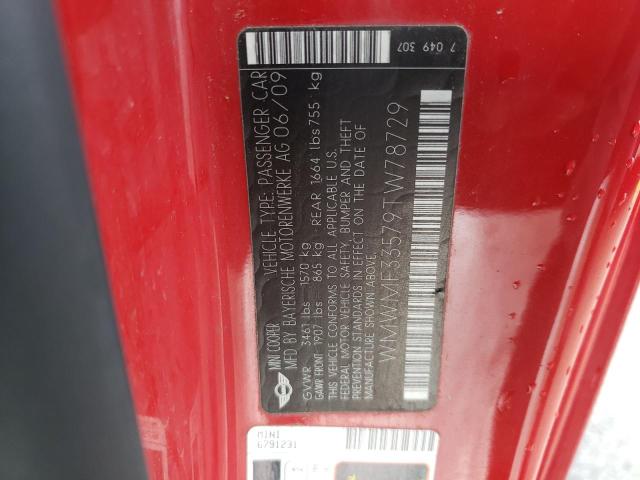 MINI COOPER
VEHICLE TYPE: PASSENGER CAR
MFD BY BAYERISCHE MOTORENWERKE AG 06/09
GVWR 3461 lbs 1570 kg
GAWR FRONT 1907 lbs 865 kg REAR 1664 lbs 755 kg
THIS VEHICLE CONFORMS TO ALL APPLICABLE U.S.
FEDERAL MOTOR VEHICLE SAFETY, BUMPER AND THEFT
PREVENTION STANDARDS IN EFFECT ON THE DATE OF
MANUFACTURE SHOWN ABOVE.
WMWMF33579TW78729
7 049 307
MINI
6791231